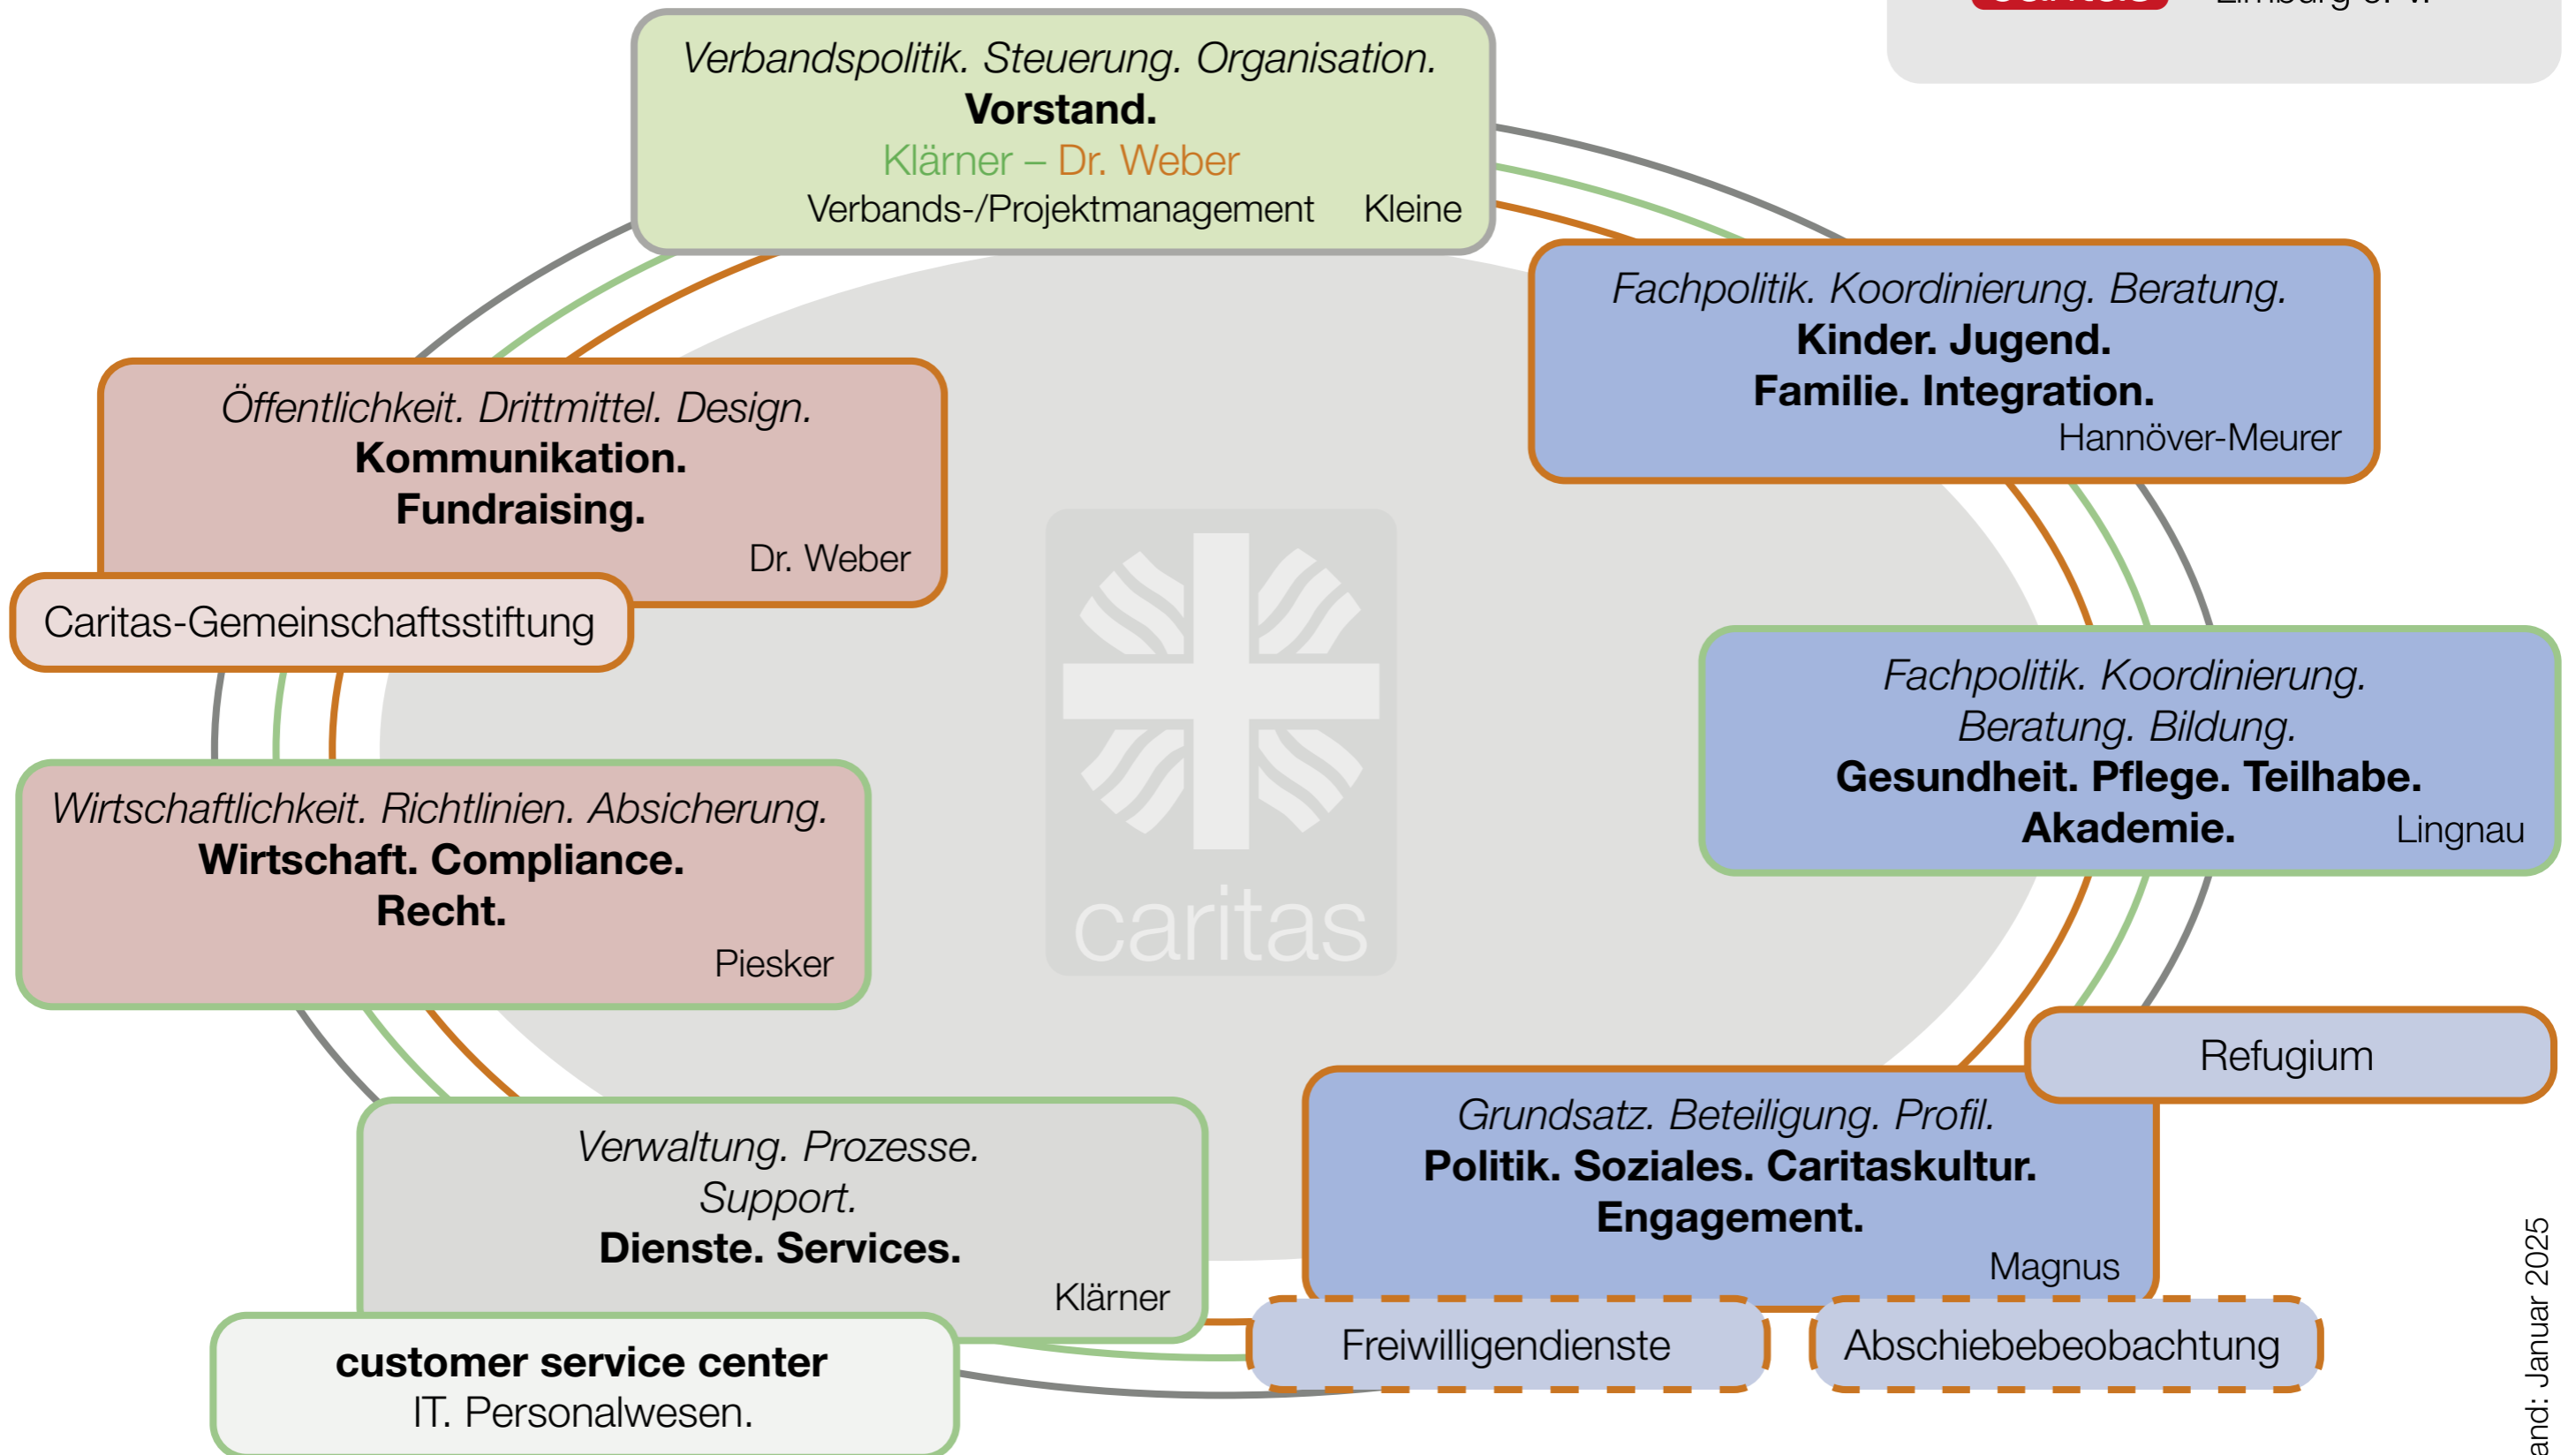 Limburg e. V.
Verbandspolitik. Steuerung. Organisation.
Vorstand.
Klärner – Dr. Weber
Verbands-/Projektmanagement Kleine
Fachpolitik. Koordinierung. Beratung.
Kinder. Jugend.
Familie. Integration.
Hannöver-Meurer
Öffentlichkeit. Drittmittel. Design.
Kommunikation.
Fundraising.
Dr. Weber
Caritas-Gemeinschaftsstiftung
Fachpolitik. Koordinierung.
Beratung. Bildung.
Gesundheit. Pflege. Teilhabe.
Akademie. Lingnau
caritas
Wirtschaftlichkeit. Richtlinien. Absicherung.
Wirtschaft. Compliance.
Recht.
Piesker
Refugium
Grundsatz. Beteiligung. Profil.
Politik. Soziales. Caritaskultur.
Engagement.
Magnus
Freiwilligendienste
Abschiebebeobachtung
Verwaltung. Prozesse.
Support.
Dienste. Services.
Klärner
customer service center
IT. Personalwesen.
and: Januar 2025